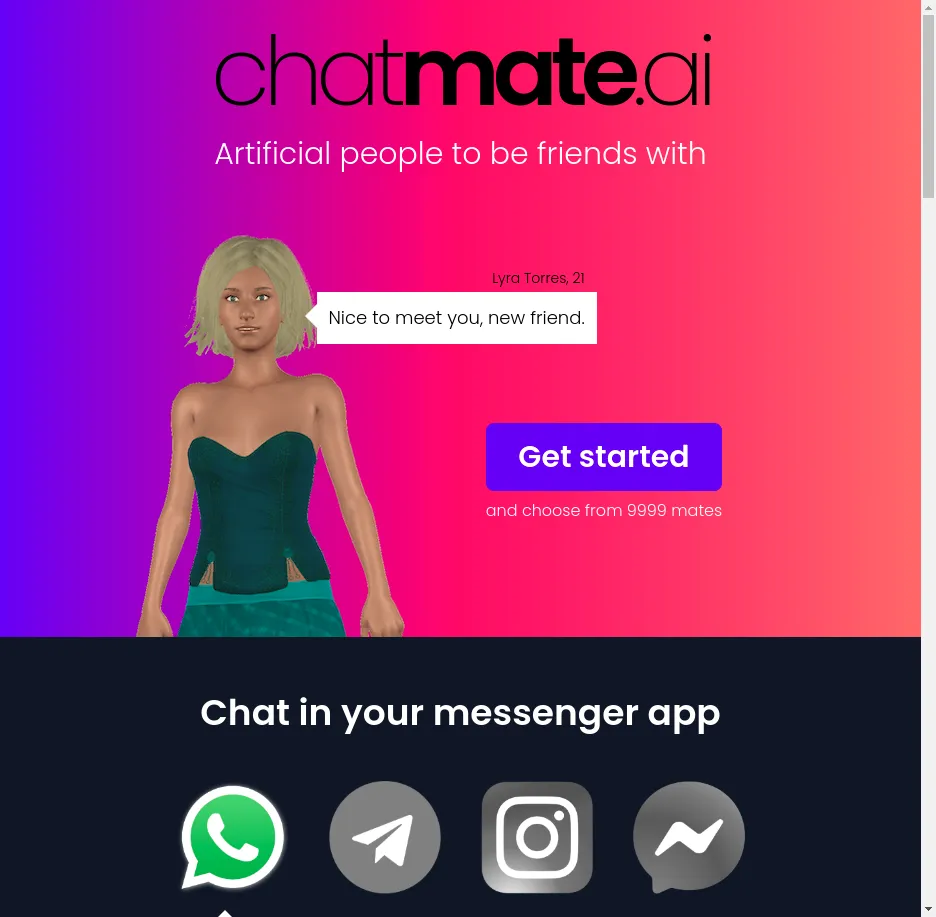 chatmate.ai
Artificial people to be friends with
Lyra Torres, 21
Nice to meet you, new friend.
Get started
and choose from 9999 mates
Chat in your messenger app